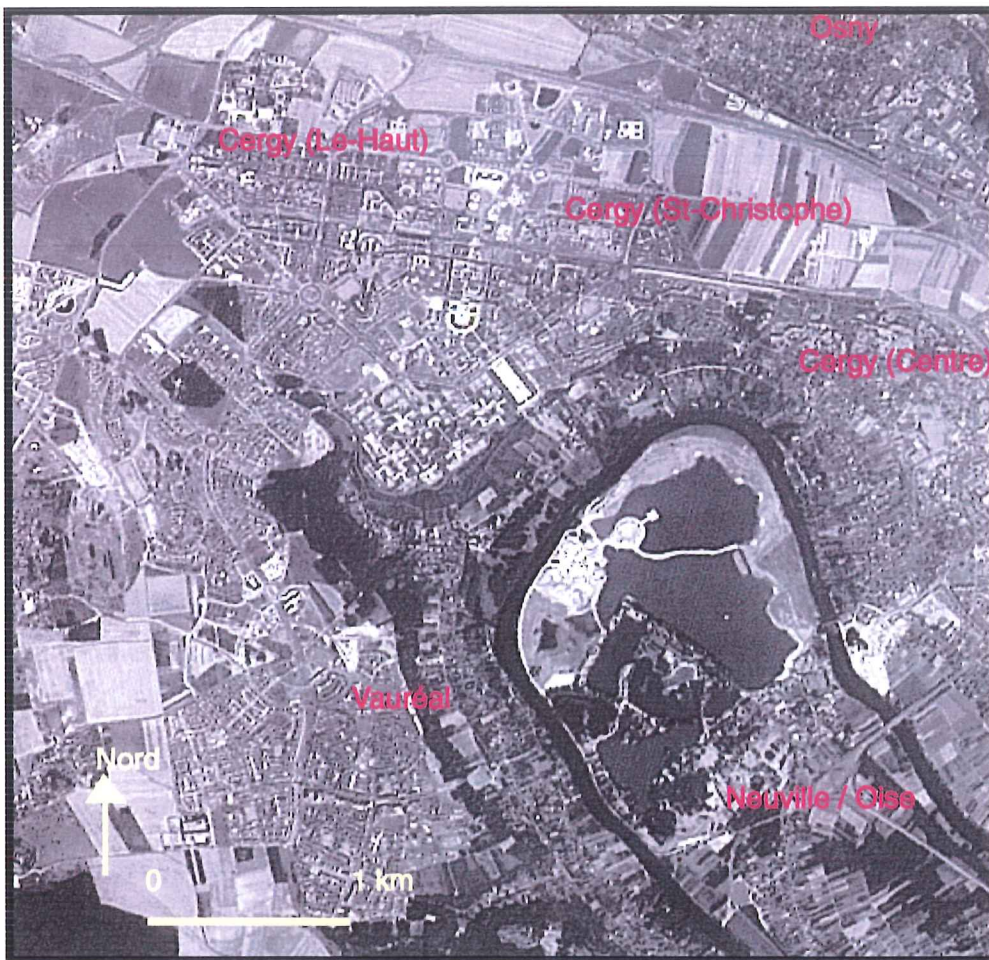 Osny
Cergy (Le-Haut)
Cergy (St-Christophe)
Cergy (Centre)
Vauréal
Nord
Neuville / Oise
0 1 km